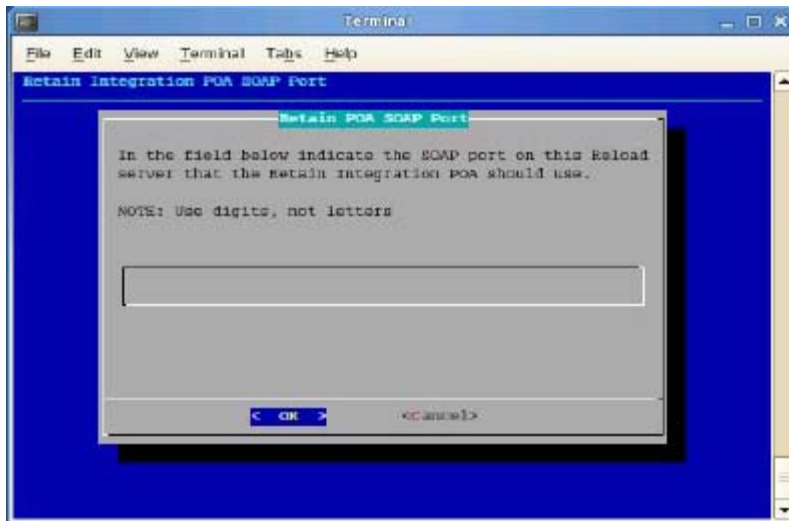 Terminal
File Edit View Terminal Tabs Help
Retain Integration POA SOAP Port
Retain POA SOAP Port
In the field below indicate the SOAP port on this Reload
server that the Retain Integration POA should use.
NOTE: Use digits, not letters
< OK > <Cancel>